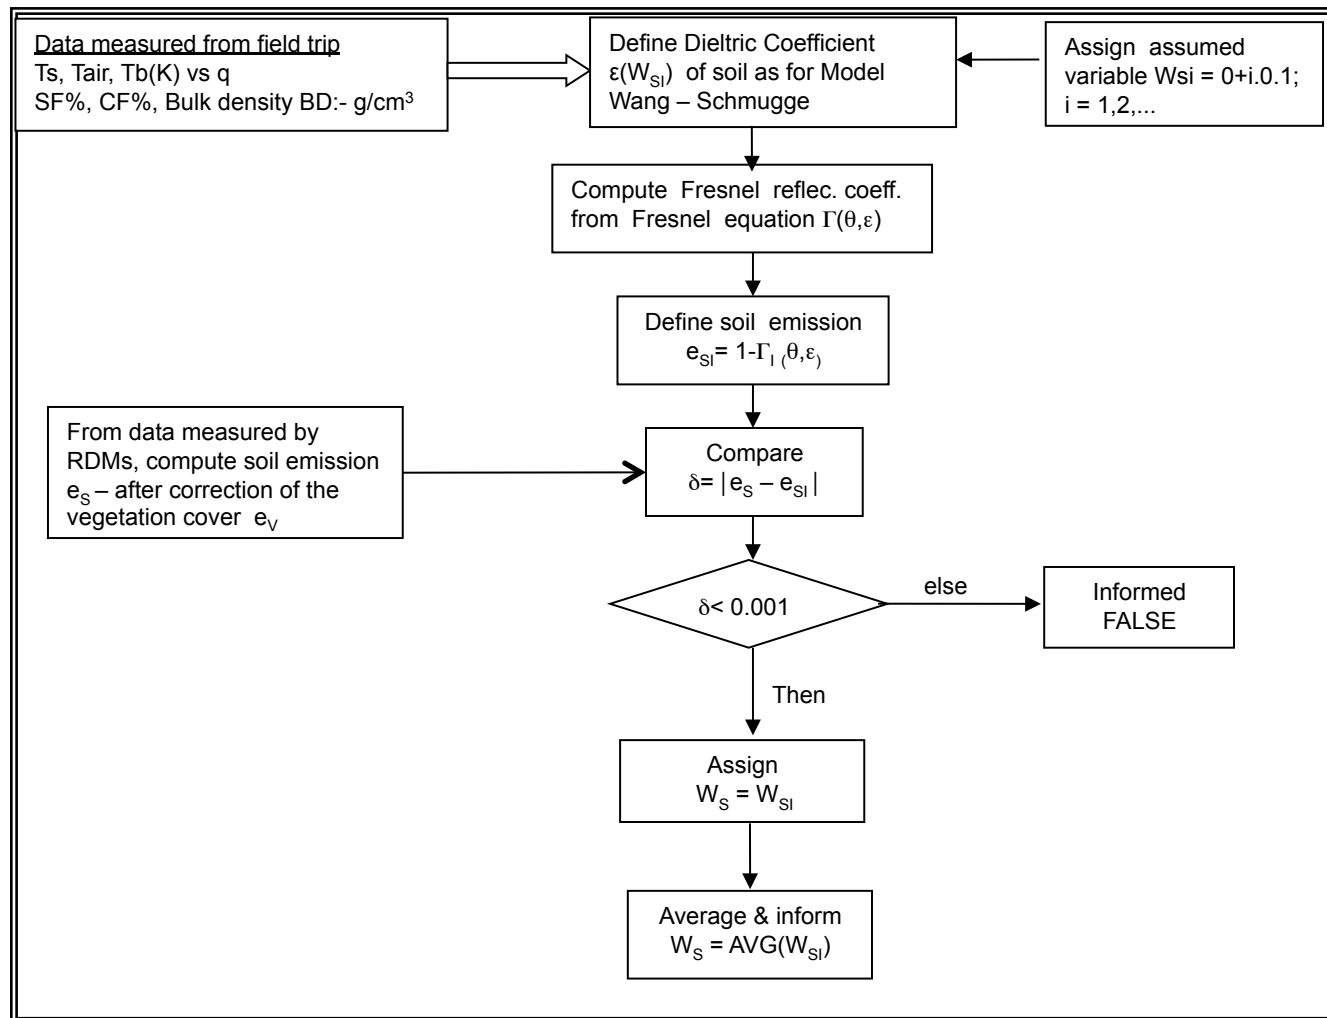 Data measured from field trip
Ts, Tair, Tb(K) vs q
SF%, CF%, Bulk density BD:- g/cm³
Define Dieltric Coefficient
ε(W_SI) of soil as for Model
Wang – Schmugge
Assign assumed
variable Wsi = 0+i.0.1;
i = 1,2,...
Compute Fresnel reflec. coeff.
from Fresnel equation Γ(θ,ε)
Define soil emission
e_SI= 1-Γ_I (θ,ε)
From data measured by
RDMs, compute soil emission
e_S – after correction of the
vegetation cover e_V
Compare
δ= |e_S – e_SI|
δ< 0.001
else
Informed
FALSE
Then
Assign
W_S = W_SI
Average & inform
W_S = AVG(W_SI)